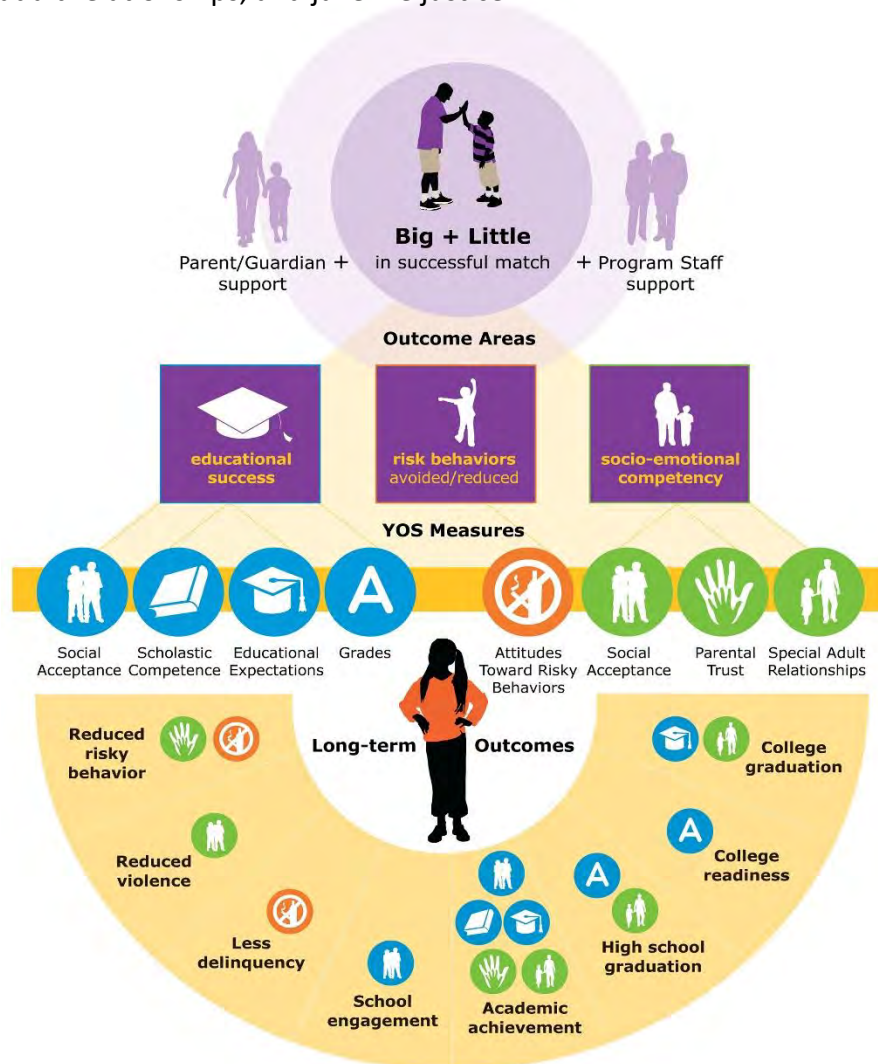 Big + Little
Parent/Guardian + in successful match + Program Staff
support support
Outcome Areas
educational
success
risk behaviors
avoided/reduced
socio-emotional
competency
YOS Measures
A
Social
Acceptance
Scholastic
Competence
Educational
Expectations
Grades
Attitudes
Toward Risky
Behaviors
Social
Acceptance
Parental
Trust
Special Adult
Relationships
Long-term Outcomes
Reduced
risky
behavior
Reduced
violence
Less
delinquency
School
engagement
Academic
achievement
A
High school
graduation
A
College
readiness
College
graduation